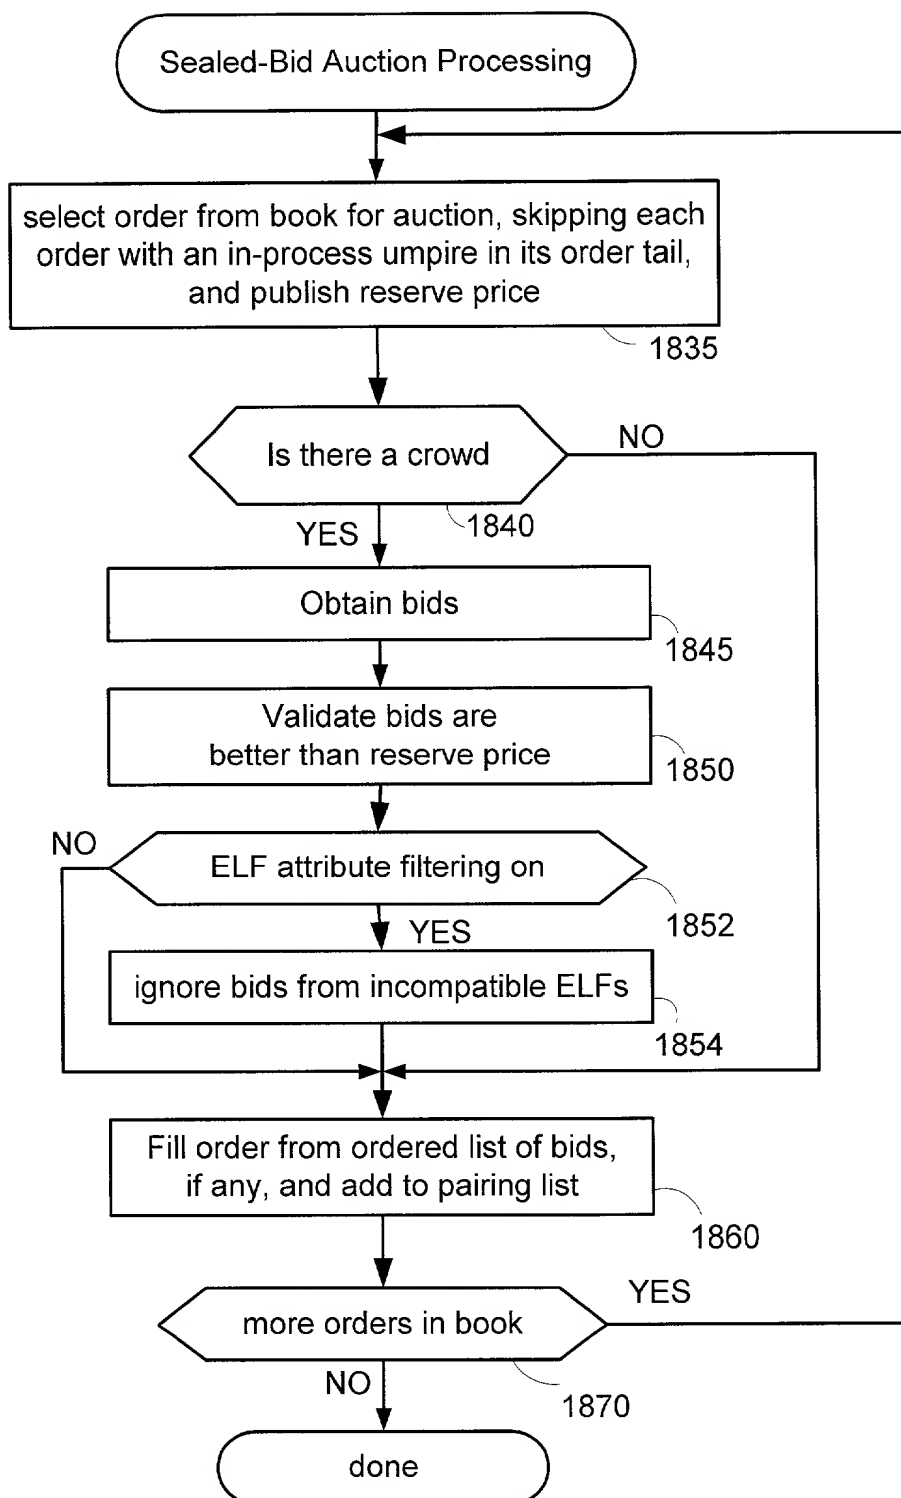 Sealed-Bid Auction Processing
select order from book for auction, skipping each
order with an in-process umpire in its order tail,
and publish reserve price
1835
Is there a crowd
NO
1840
YES
Obtain bids
1845
Validate bids are
better than reserve price
1850
NO
ELF attribute filtering on
1852
YES
ignore bids from incompatible ELFs
1854
Fill order from ordered list of bids,
if any, and add to pairing list
1860
YES
more orders in book
NO
1870
done